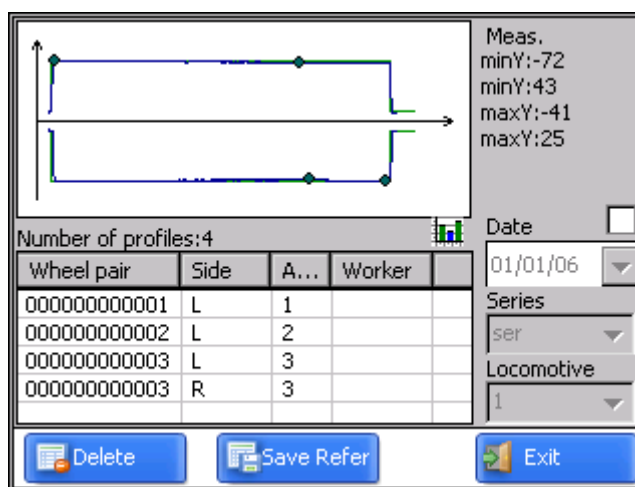 Meas.
minY:-72
minY:43
maxY:-41
maxY:25
Number of profiles:4
Wheel pair Side A... Worker
000000000001 L 1
000000000002 L 2
000000000003 L 3
000000000003 R 3
Date
01/01/06
Series
ser
Locomotive
1
Delete Save Refer Exit